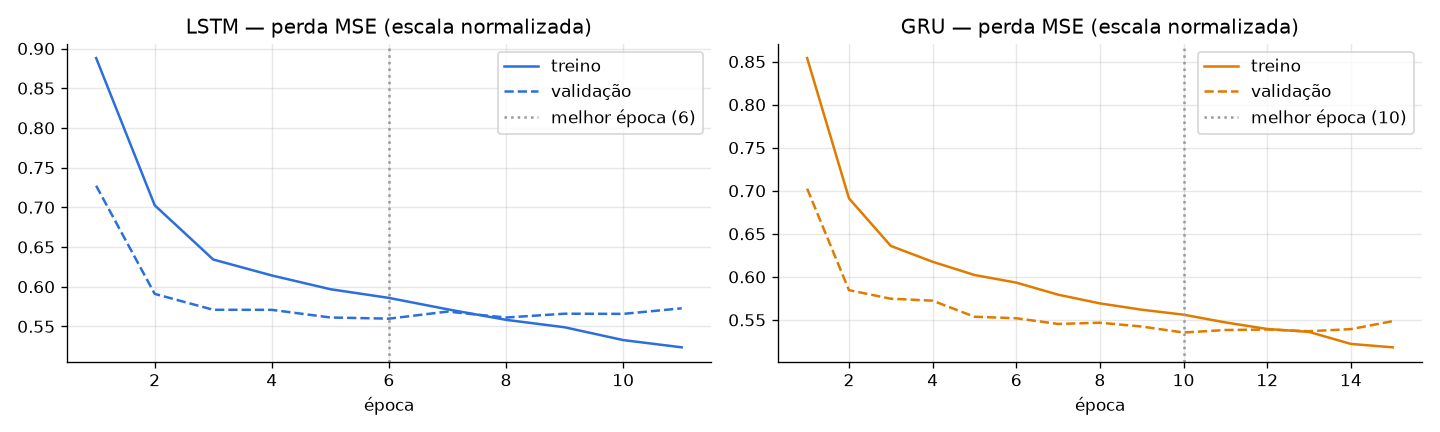 LSTM — perda MSE (escala normalizada)
0.90
0.85
0.80
0.75
0.70
0.65
0.60
0.55
treino
validação
melhor época (6)
2 4 6 8 10
época
GRU — perda MSE (escala normalizada)
0.85
0.80
0.75
0.70
0.65
0.60
0.55
treino
validação
melhor época (10)
2 4 6 8 10 12 14
época